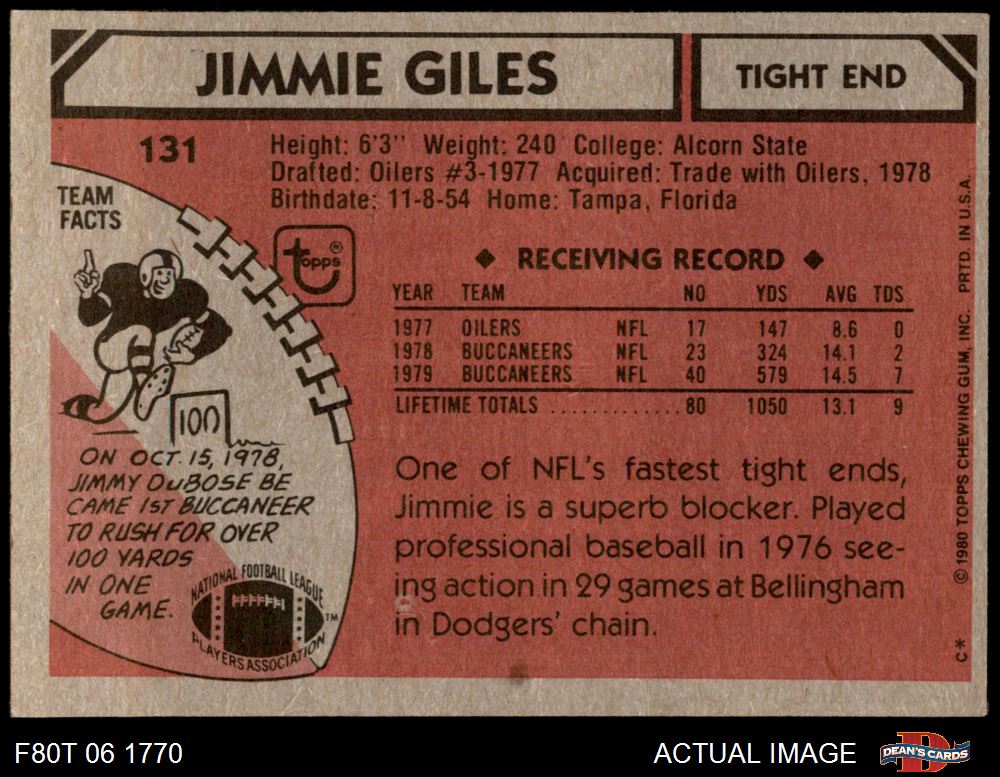 JIMMIE GILES
TIGHT END
131
Height: 6'3" Weight: 240 College: Alcorn State
Drafted: Oilers #3-1977 Acquired: Trade with Oilers, 1978
Birthdate: 11-8-54 Home: Tampa, Florida
TEAM
FACTS
topps®
◆ RECEIVING RECORD ◆
YEAR TEAM NO YDS AVG TDS
1977 OILERS NFL 17 147 8.6 0
1978 BUCCANEERS NFL 23 324 14.1 2
1979 BUCCANEERS NFL 40 579 14.5 7
LIFETIME TOTALS ............ 80 1050 13.1 9
100
ON OCT. 15, 1978,
JIMMY DuBOSE BE
CAME 1ST BUCCANEER
TO RUSH FOR OVER
100 YARDS
IN ONE
GAME.
NATIONAL FOOTBALL LEAGUE
PLAYERS ASSOCIATION
TM
One of NFL's fastest tight ends,
Jimmie is a superb blocker. Played
professional baseball in 1976 see-
ing action in 29 games at Bellingham
in Dodgers' chain.
C* © 1980 TOPPS CHEWING GUM, INC. PRTD. IN U.S.A.
F80T 06 1770
ACTUAL IMAGE
DEAN'S CARDS